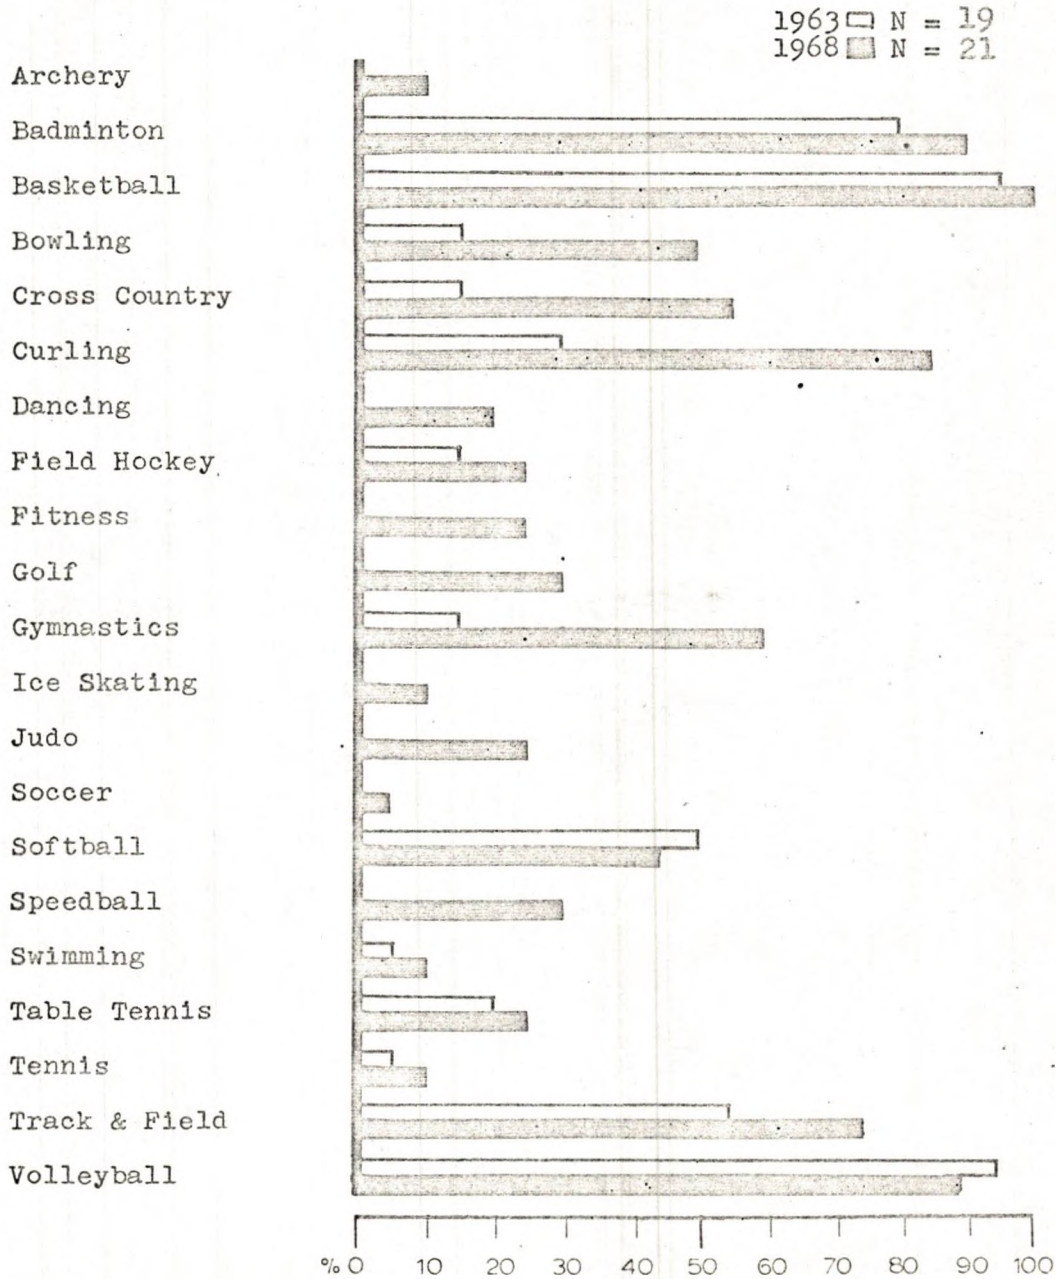 1963 N = 19
1968 N = 21
Archery
Badminton
Basketball
Bowling
Cross Country
Curling
Dancing
Field Hockey
Fitness
Golf
Gymnastics
Ice Skating
Judo
Soccer
Softball
Speedball
Swimming
Table Tennis
Tennis
Track & Field
Volleyball
% 0 10 20 30 40 50 60 70 80 90 100